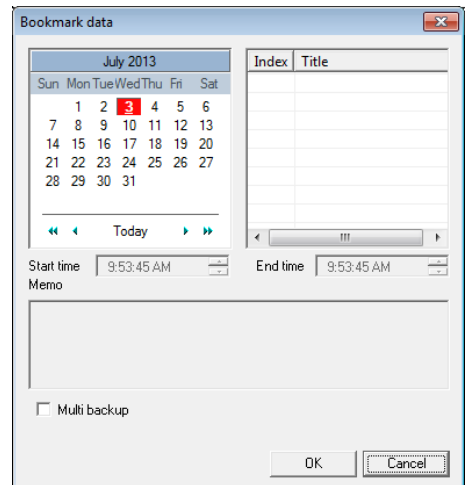 Bookmark data
July 2013
Sun Mon Tue Wed Thu Fri Sat
1 2 3 4 5 6
7 8 9 10 11 12 13
14 15 16 17 18 19 20
21 22 23 24 25 26 27
28 29 30 31
Today
Index Title
Start time 9:53:45 AM
End time 9:53:45 AM
Memo
Multi backup
OK Cancel